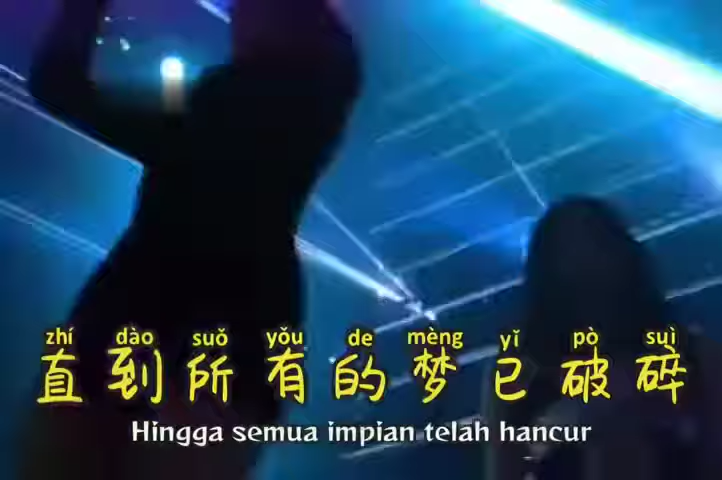 zhí dào suǒ yǒu de mèng yǐ pò suì
直到所有的梦已破碎
Hingga semua impian telah hancur